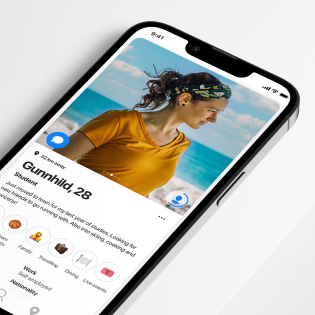 9:41
22 km away
Gunnhild, 28
Student
Just moved to town for my last year of studies. Looking for
new friends to go running with. Also into skiing, cooking and
concerts!
Family
Travelling
Dining
Live events
Work
Self employed
Nationality